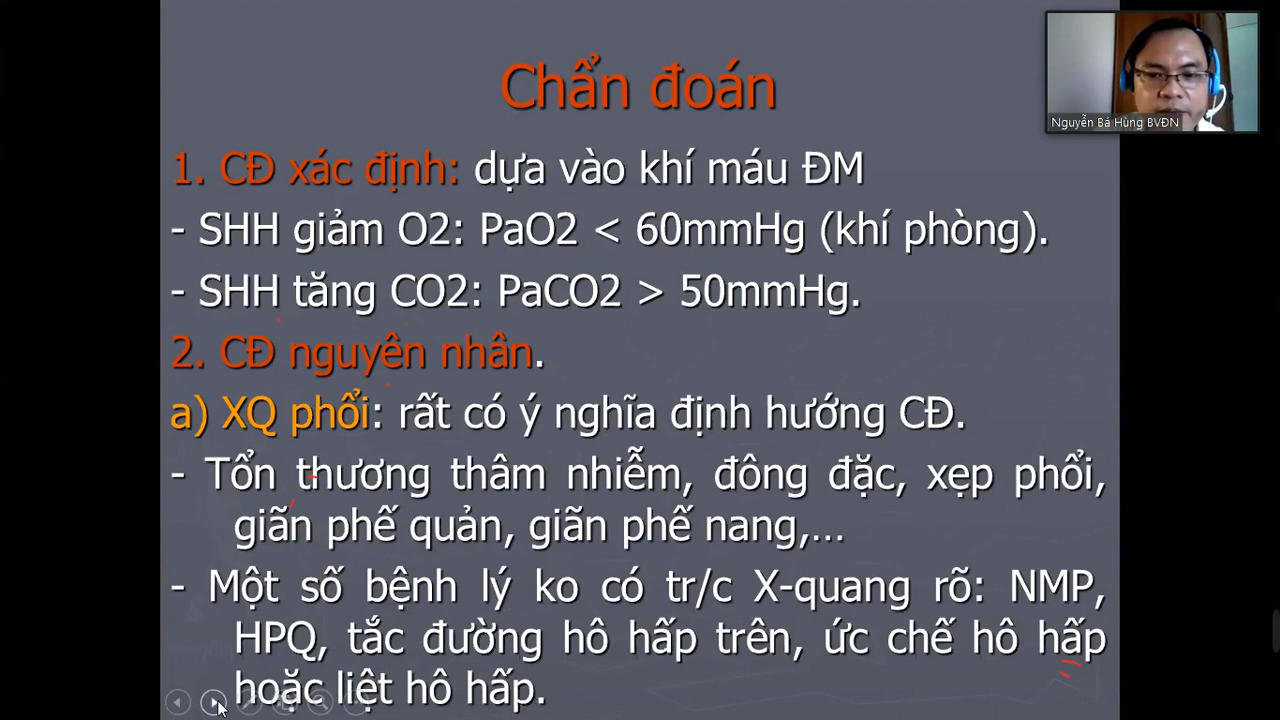 Chẩn đoán
Nguyễn Bá Hùng BVĐN
1. CĐ xác định: dựa vào khí máu ĐM
- SHH giảm O2: PaO2 < 60mmHg (khí phòng).
- SHH tăng CO2: PaCO2 > 50mmHg.
2. CĐ nguyên nhân.
a) XQ phổi: rất có ý nghĩa định hướng CĐ.
- Tổn thương thâm nhiễm, đông đặc, xẹp phổi,
giãn phế quản, giãn phế nang,...
- Một số bệnh lý ko có tr/c X-quang rõ: NMP,
HPQ, tắc đường hô hấp trên, ức chế hô hấp
hoặc liệt hô hấp.